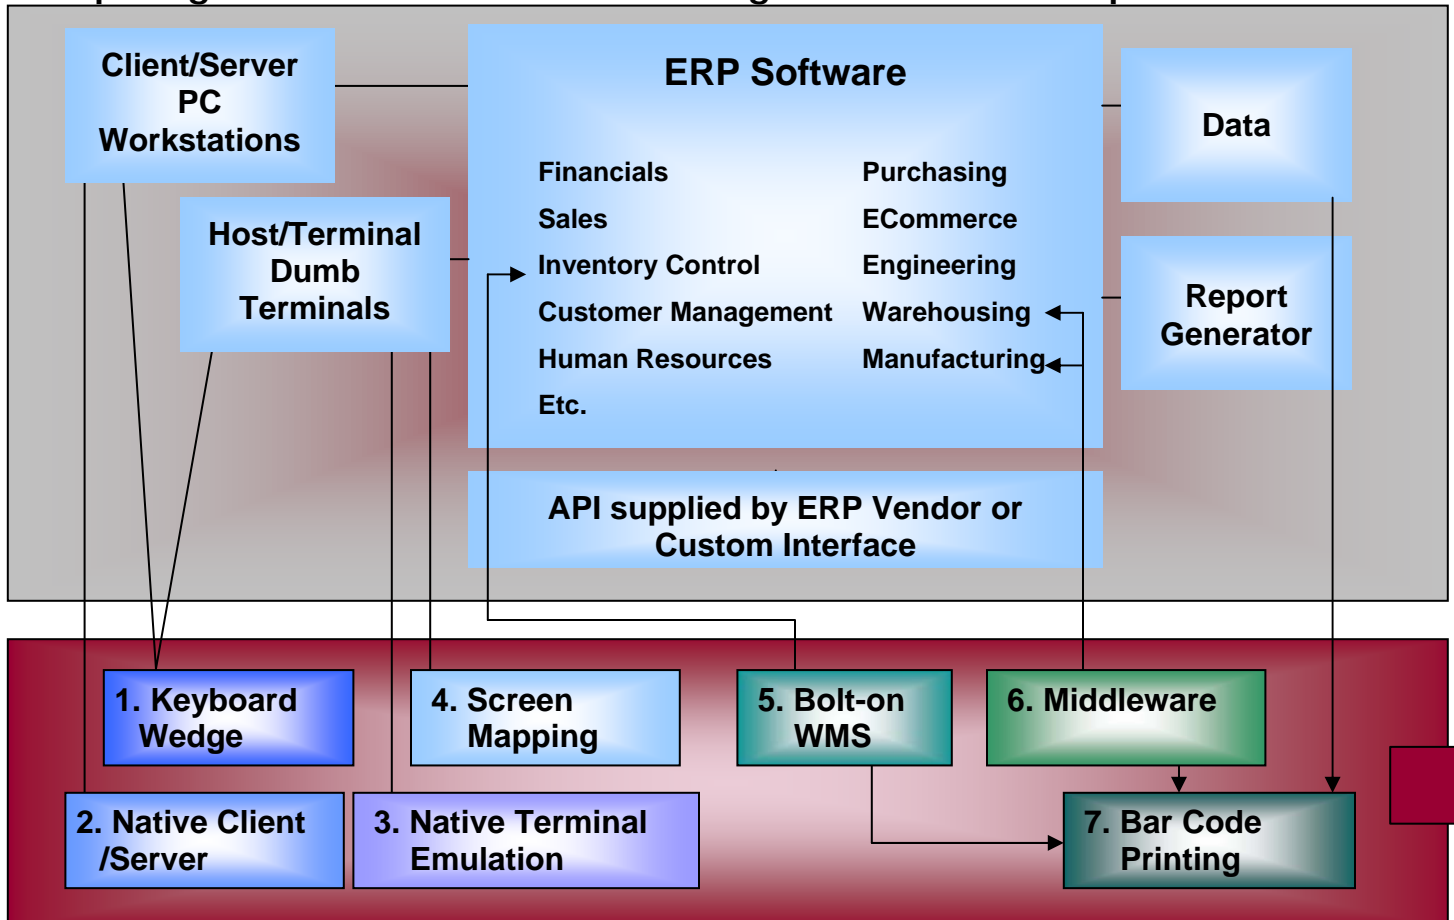 Client/Server
PC
Workstations
ERP Software
Data
Financials
Purchasing
Sales
ECommerce
Host/Terminal
Dumb
Terminals
Inventory Control
Engineering
Customer Management
Warehousing
Human Resources
Manufacturing
Etc.
Report
Generator
API supplied by ERP Vendor or
Custom Interface
1. Keyboard
Wedge
4. Screen
Mapping
5. Bolt-on
WMS
6. Middleware
2. Native Client
/Server
3. Native Terminal
Emulation
7. Bar Code
Printing